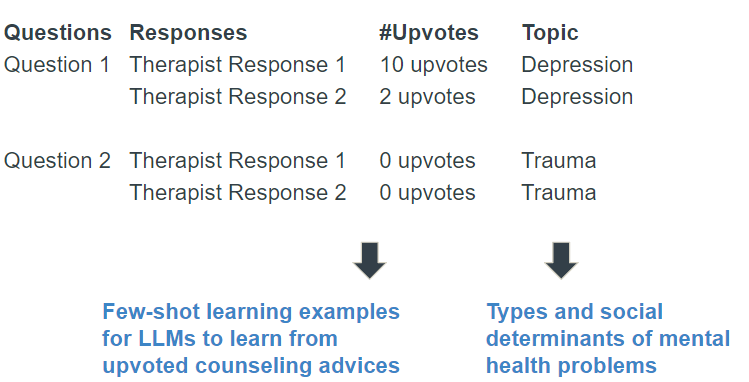 Questions Responses #Upvotes Topic
Question 1 Therapist Response 1 10 upvotes Depression
Therapist Response 2 2 upvotes Depression
Question 2 Therapist Response 1 0 upvotes Trauma
Therapist Response 2 0 upvotes Trauma
Few-shot learning examples
for LLMs to learn from
upvoted counseling advices
Types and social
determinants of mental
health problems